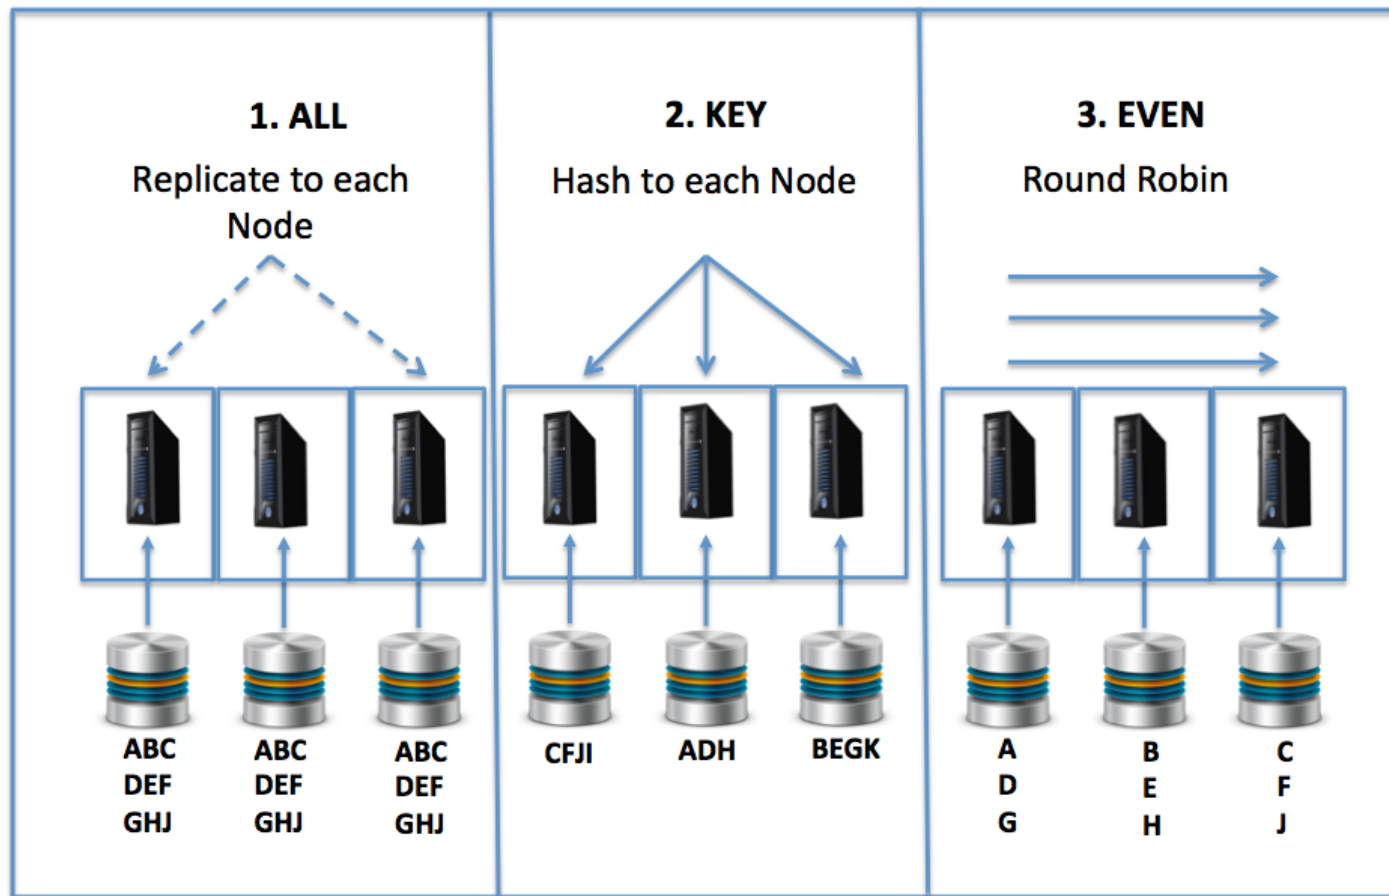 1. ALL
Replicate to each
Node
ABC
DEF
GHJ
ABC
DEF
GHJ
ABC
DEF
GHJ
2. KEY
Hash to each Node
CFJI
ADH
BEGK
3. EVEN
Round Robin
A
D
G
B
E
H
C
F
J